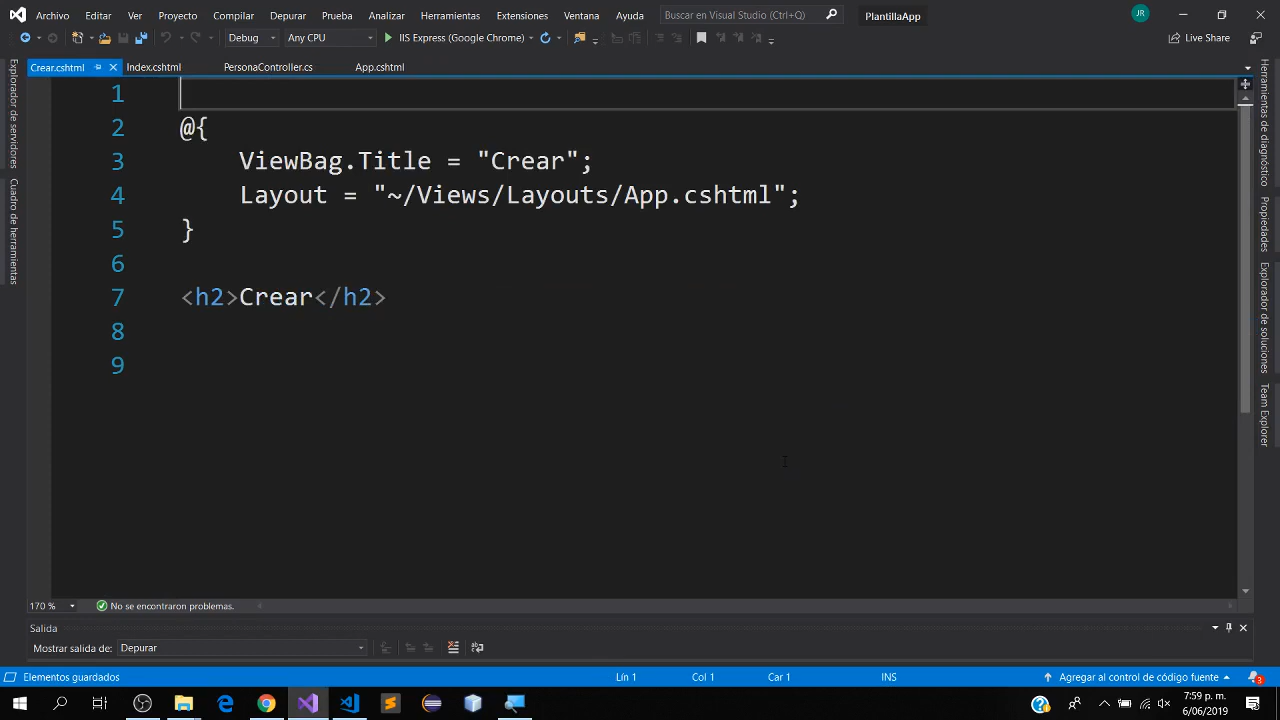 Archivo Editar Ver Proyecto Compilar Depurar Prueba Analizar Herramientas Extensiones Ventana Ayuda Buscar en Visual Studio (Ctrl+Q) PlantillaApp JR
Debug Any CPU IIS Express (Google Chrome) Live Share
Crear.cshtml Index.cshtml PersonaController.cs App.cshtml
Explorador de servidores
Cuadro de herramientas
1
2 @{
3 ViewBag.Title = "Crear";
4 Layout = "~/Views/Layouts/App.cshtml";
5 }
6
7 <h2>Crear</h2>
8
9
Herramientas de diagnóstico
Propiedades
Explorador de soluciones
Team Explorer
170 % No se encontraron problemas.
Salida
Mostrar salida de: Depurar
Elementos guardados Lín 1 Col 1 Car 1 INS Agregar al control de código fuente 3
7:59 p. m.
6/06/2019